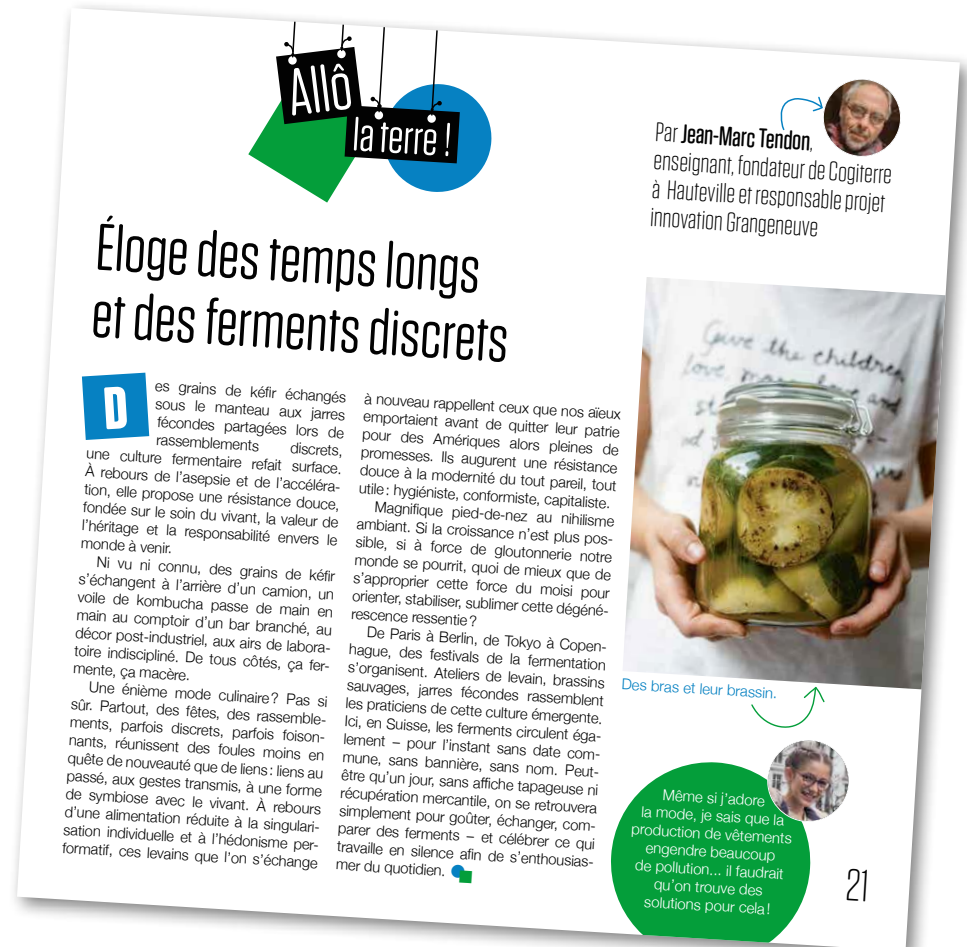 Allô
la terre !
Par Jean-Marc Tendon,
enseignant, fondateur de Cogiterre
à Hauteville et responsable projet
innovation Grangeneuve
Éloge des temps longs
et des ferments discrets
Des grains de kéfir échangés
sous le manteau aux jarres
fécondes partagées lors de
rassemblements discrets,
une culture fermentaire refait surface.
À rebours de l'asepsie et de l'accéléra-
tion, elle propose une résistance douce,
fondée sur le soin du vivant, la valeur de
l'héritage et la responsabilité envers le
monde à venir.
Ni vu ni connu, des grains de kéfir
s'échangent à l'arrière d'un camion, un
voile de kombucha passe de main en
main au comptoir d'un bar branché, au
décor post-industriel, aux airs de labora-
toire indiscipliné. De tous côtés, ça fer-
mente, ça macère.
Une énième mode culinaire? Pas si
sûr. Partout, des fêtes, des rassemble-
ments, parfois discrets, parfois foison-
nants, réunissent des foules moins en
quête de nouveauté que de liens : liens au
passé, aux gestes transmis, à une forme
de symbiose avec le vivant. À rebours
d'une alimentation réduite à la singulari-
sation individuelle et à l'hédonisme per-
formatif, ces levains que l'on s'échange
à nouveau rappellent ceux que nos aïeux
emportaient avant de quitter leur patrie
pour des Amériques alors pleines de
promesses. Ils augurent une résistance
douce à la modernité du tout pareil, tout
utile : hygiéniste, conformiste, capitaliste.
Magnifique pied-de-nez au nihilisme
ambiant. Si la croissance n'est plus pos-
sible, si à force de gloutonnerie notre
monde se pourrit, quoi de mieux que de
s'approprier cette force du moisi pour
orienter, stabiliser, sublimer cette dégéné-
rescence ressentie?
De Paris à Berlin, de Tokyo à Copen-
hague, des festivals de la fermentation
s'organisent. Ateliers de levain, brassins
sauvages, jarres fécondes rassemblent
les praticiens de cette culture émergente.
Ici, en Suisse, les ferments circulent éga-
lement – pour l'instant sans date com-
mune, sans bannière, sans nom. Peut-
être qu'un jour, sans affiche tapageuse ni
récupération mercantile, on se retrouvera
simplement pour goûter, échanger, com-
parer des ferments – et célébrer ce qui
travaille en silence afin de s'enthousias-
mer du quotidien.
Give the children
love, more love and
Des bras et leur brassin.
Même si j'adore
la mode, je sais que la
production de vêtements
engendre beaucoup
de pollution... il faudrait
qu'on trouve des
solutions pour cela !
21